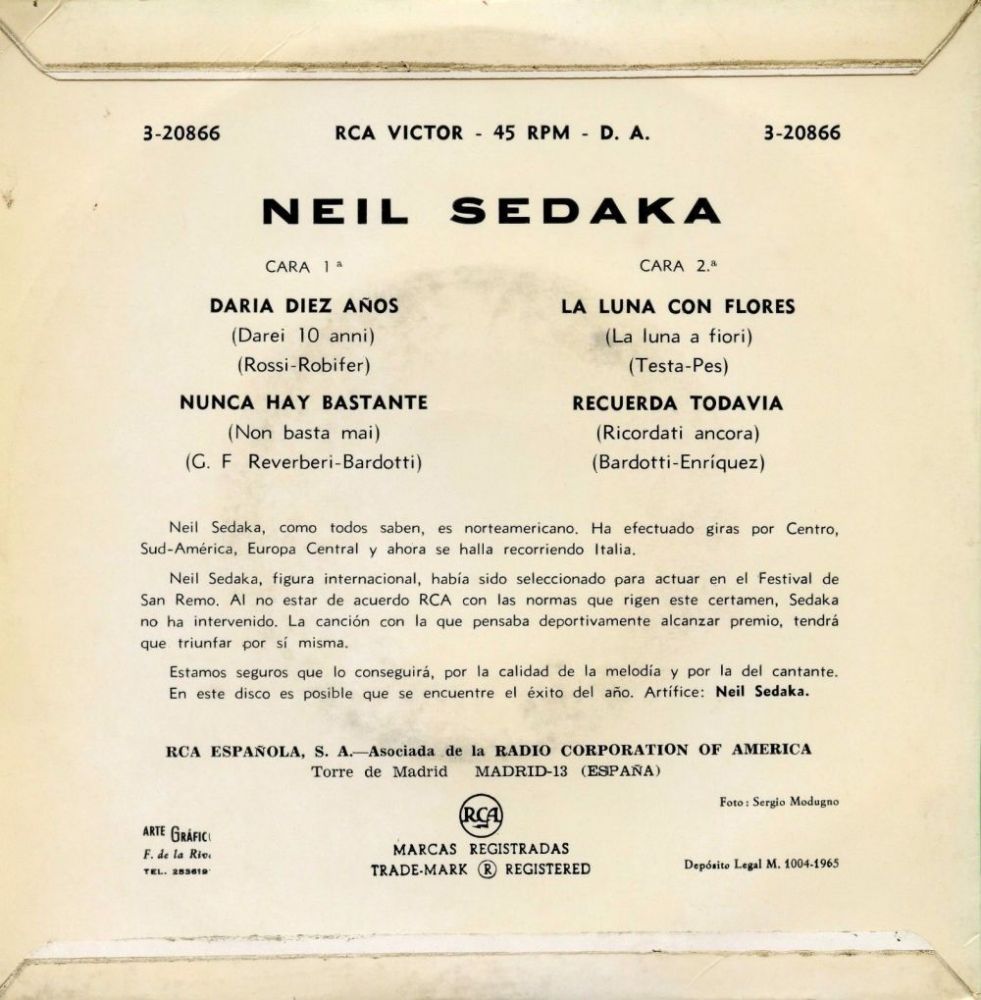 3-20866 RCA VICTOR - 45 RPM - D. A. 3-20866
NEIL SEDAKA
CARA 1ª
DARIA DIEZ AÑOS
(Darei 10 anni)
(Rossi-Robifer)
NUNCA HAY BASTANTE
(Non basta mai)
(G. F Reverberi-Bardotti)
CARA 2.ª
LA LUNA CON FLORES
(La luna a fiori)
(Testa-Pes)
RECUERDA TODAVIA
(Ricordati ancora)
(Bardotti-Enríquez)
Neil Sedaka, como todos saben, es norteamericano. Ha efectuado giras por Centro,
Sud-América, Europa Central y ahora se halla recorriendo Italia.
Neil Sedaka, figura internacional, había sido seleccionado para actuar en el Festival de
San Remo. Al no estar de acuerdo RCA con las normas que rigen este certamen, Sedaka
no ha intervenido. La canción con la que pensaba deportivamente alcanzar premio, tendrá
que triunfar por sí misma.
Estamos seguros que lo conseguirá, por la calidad de la melodía y por la del cantante.
En este disco es posible que se encuentre el éxito del año. Artífice: Neil Sedaka.
RCA ESPAÑOLA, S. A.—Asociada de la RADIO CORPORATION OF AMERICA
Torre de Madrid MADRID-13 (ESPAÑA)
Foto: Sergio Modugno
RCA
ARTE GRÁFIC
F. de la Riv
TEL. 253619
MARCAS REGISTRADAS
TRADE-MARK ® REGISTERED
Depósito Legal M. 1004-1965